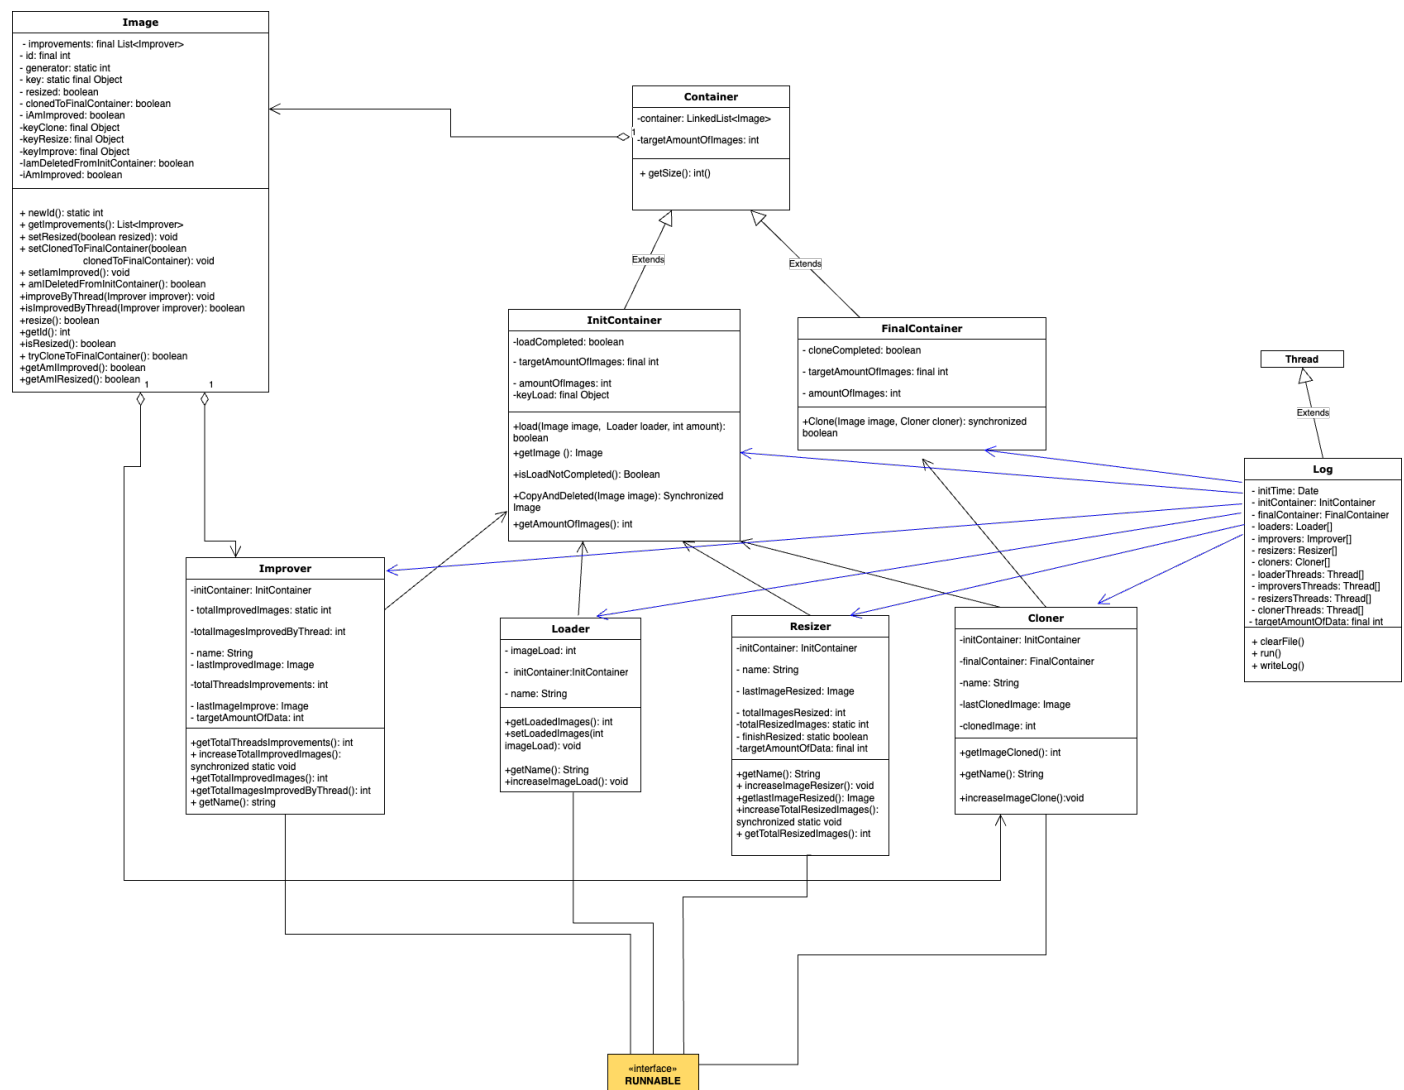 Image
- improvements: final List<Improver>
- id: final int
- generator: static int
- key: static final Object
- resized: boolean
- clonedToFinalContainer: boolean
- iAmImproved: boolean
-keyClone: final Object
-keyResize: final Object
-keyImprove: final Object
-IamDeletedFromInitContainer: boolean
-iAmImproved: boolean
+ newId(): static int
+ getImprovements(): List<Improver>
+ setResized(boolean resized): void
+ setClonedToFinalContainer(boolean
clonedToFinalContainer): void
+ setIamImproved(): void
+ amIDeletedFromInitContainer(): boolean
+improveByThread(Improver improver): void
+isImprovedByThread(Improver improver): boolean
+resize(): boolean
+getId(): int
+isResized(): boolean
+ tryCloneToFinalContainer(): boolean
+getAmIImproved(): boolean
+getAmIResized(): boolean
1
1
Container
-container: LinkedList<Image>
1
-targetAmountOfImages: int
+ getSize(): int()
Extends
Extends
InitContainer
-loadCompleted: boolean
- targetAmountOfImages: final int
- amountOfImages: int
-keyLoad: final Object
+load(Image image, Loader loader, int amount):
boolean
+getImage (): Image
+isLoadNotCompleted(): Boolean
+CopyAndDeleted(Image image): Synchronized
Image
+getAmountOfImages(): int
FinalContainer
- cloneCompleted: boolean
- targetAmountOfImages: final int
- amountOfImages: int
+Clone(Image image, Cloner cloner): synchronized
boolean
Thread
Extends
Log
- initTime: Date
- initContainer: InitContainer
- finalContainer: FinalContainer
- loaders: Loader[]
- improvers: Improver[]
- resizers: Resizer[]
- cloners: Cloner[]
- loaderThreads: Thread[]
- improversThreads: Thread[]
- resizersThreads: Thread[]
- clonerThreads: Thread[]
- targetAmountOfData: final int
+ clearFile()
+ run()
+ writeLog()
Improver
-initContainer: InitContainer
- totalImprovedImages: static int
-totalImagesImprovedByThread: int
- name: String
- lastImprovedImage: Image
-totalThreadsImprovements: int
- lastImageImprove: Image
- targetAmountOfData: int
+getTotalThreadsImprovements(): int
+ increaseTotalImprovedImages():
synchronized static void
+getTotalImprovedImages(): int
+getTotalImagesImprovedByThread(): int
+ getName(): string
Loader
- imageLoad: int
- initContainer:InitContainer
- name: String
+getLoadedImages(): int
+setLoadedImages(int
imageLoad): void
+getName(): String
+increaseImageLoad(): void
Resizer
-initContainer: InitContainer
- name: String
- lastImageResized: Image
- totalImagesResized: int
-totalResizedImages: static int
- finishResized: static boolean
-targetAmountOfData: final int
+getName(): String
+ increaseImageResizer(): void
+getlastImageResized(): Image
+increaseTotalResizedImages():
synchronized static void
+ getTotalResizedImages(): int
Cloner
-initContainer: InitContainer
-finalContainer: FinalContainer
-name: String
-lastClonedImage: Image
-clonedImage: int
+getImageCloned(): int
+getName(): String
+increaseImageClone():void
«interface»
RUNNABLE